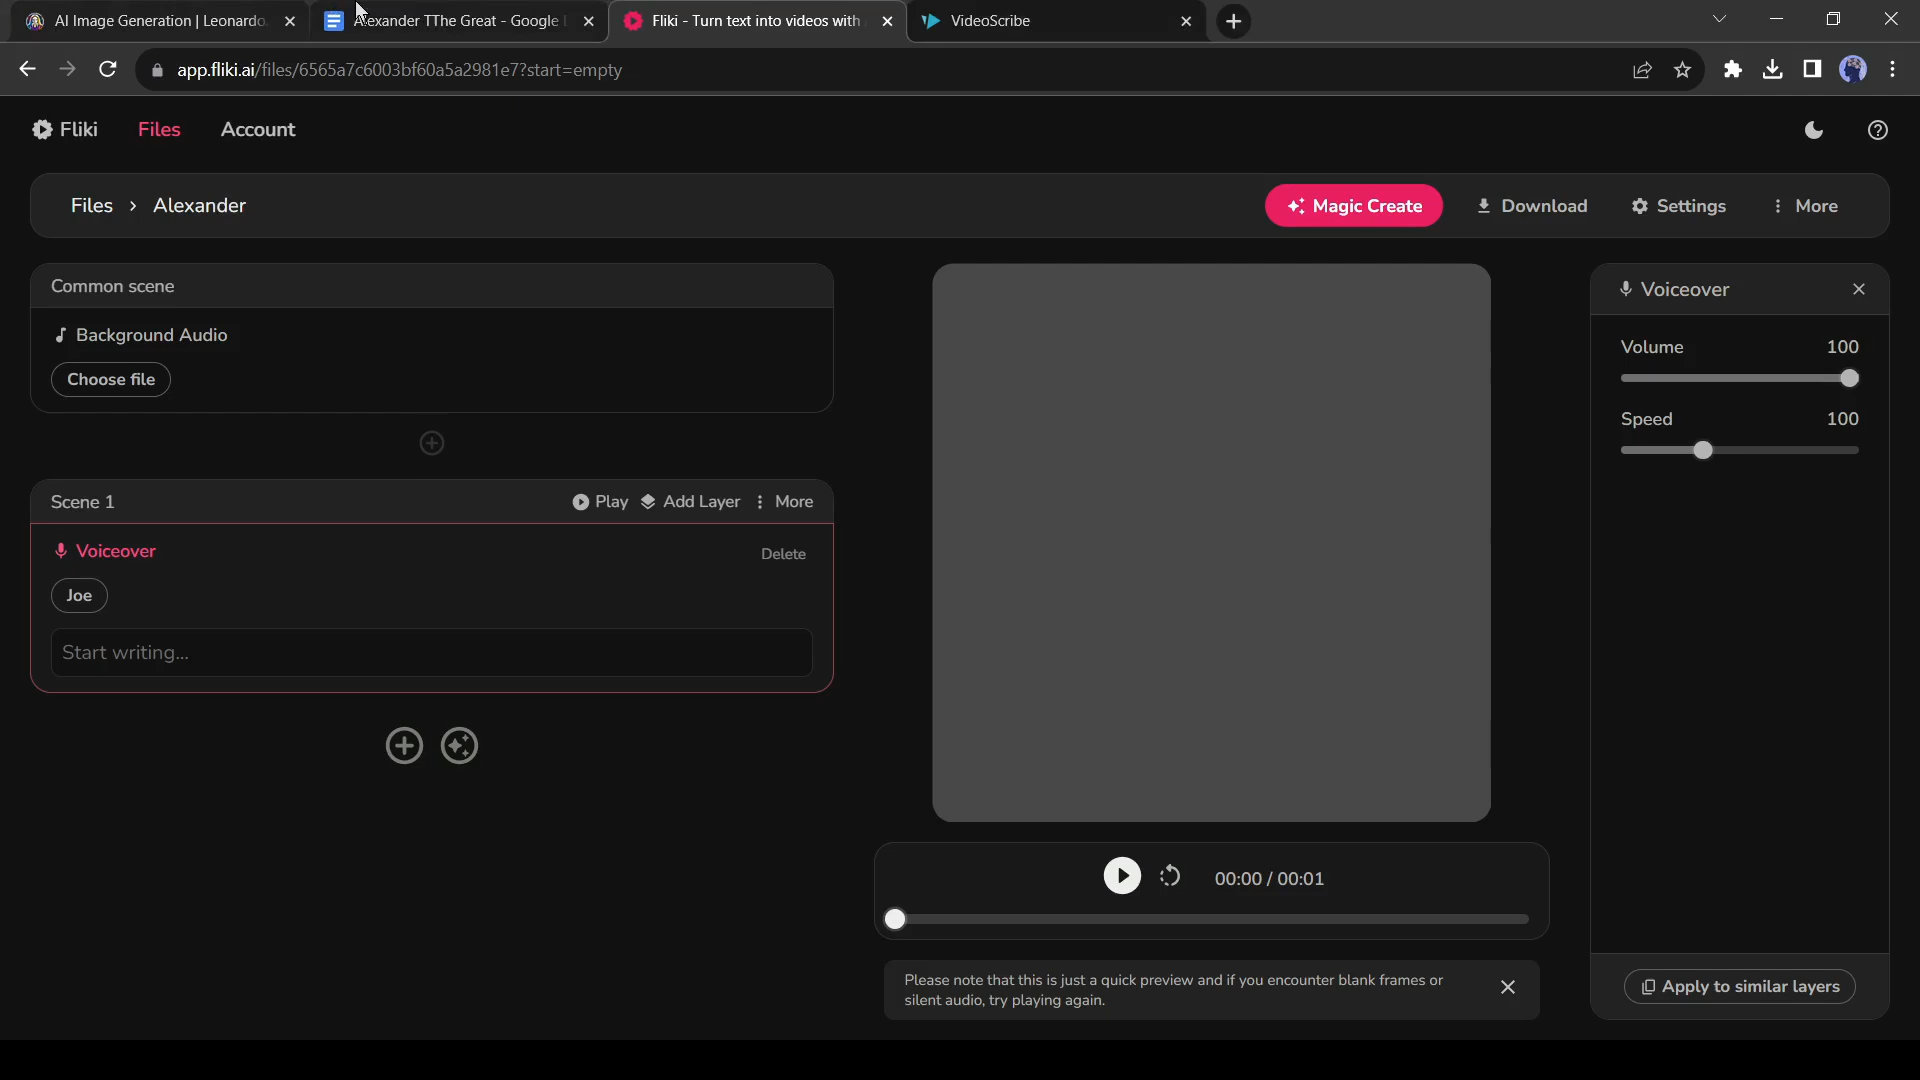 AI Image Generation | Leonardo.
Alexander TThe Great - Google
Fliki - Turn text into videos with
VideoScribe
app.fliki.ai/files/6565a7c6003bf60a5a2981e7?start=empty
Fliki Files Account
Files > Alexander
Magic Create Download Settings More
Common scene
Background Audio
Choose file
Scene 1
Play Add Layer More
Voiceover
Delete
Joe
Start writing...
00:00 / 00:01
Please note that this is just a quick preview and if you encounter blank frames or
silent audio, try playing again.
Voiceover
Volume 100
Speed 100
Apply to similar layers